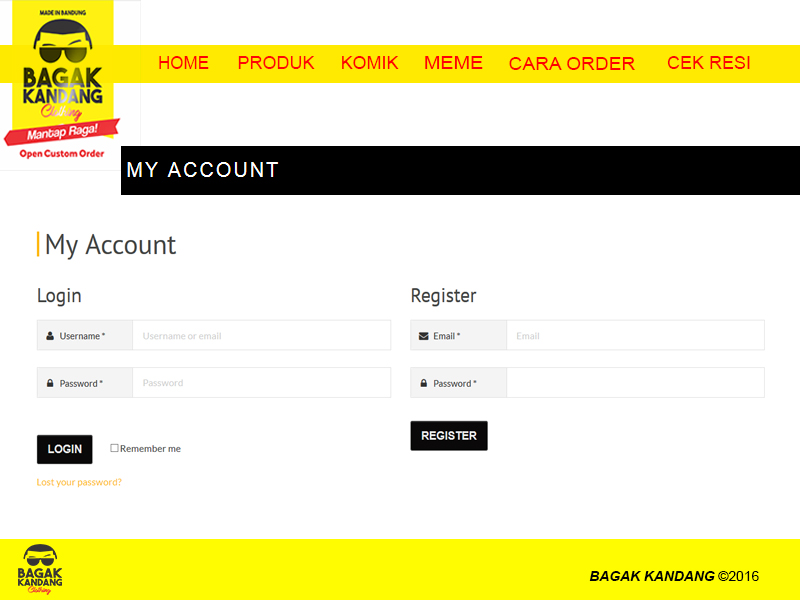 MADE IN BANDUNG
BAGAK
KANDANG
Clothing
Mantap Raga!
Open Custom Order
HOME PRODUK KOMIK MEME CARA ORDER CEK RESI
MY ACCOUNT
My Account
Login
Username *
Username or email
Password *
Password
LOGIN
Remember me
Lost your password?
Register
Email *
Email
Password *
REGISTER
BAGAK
KANDANG
Clothing
BAGAK KANDANG ©2016